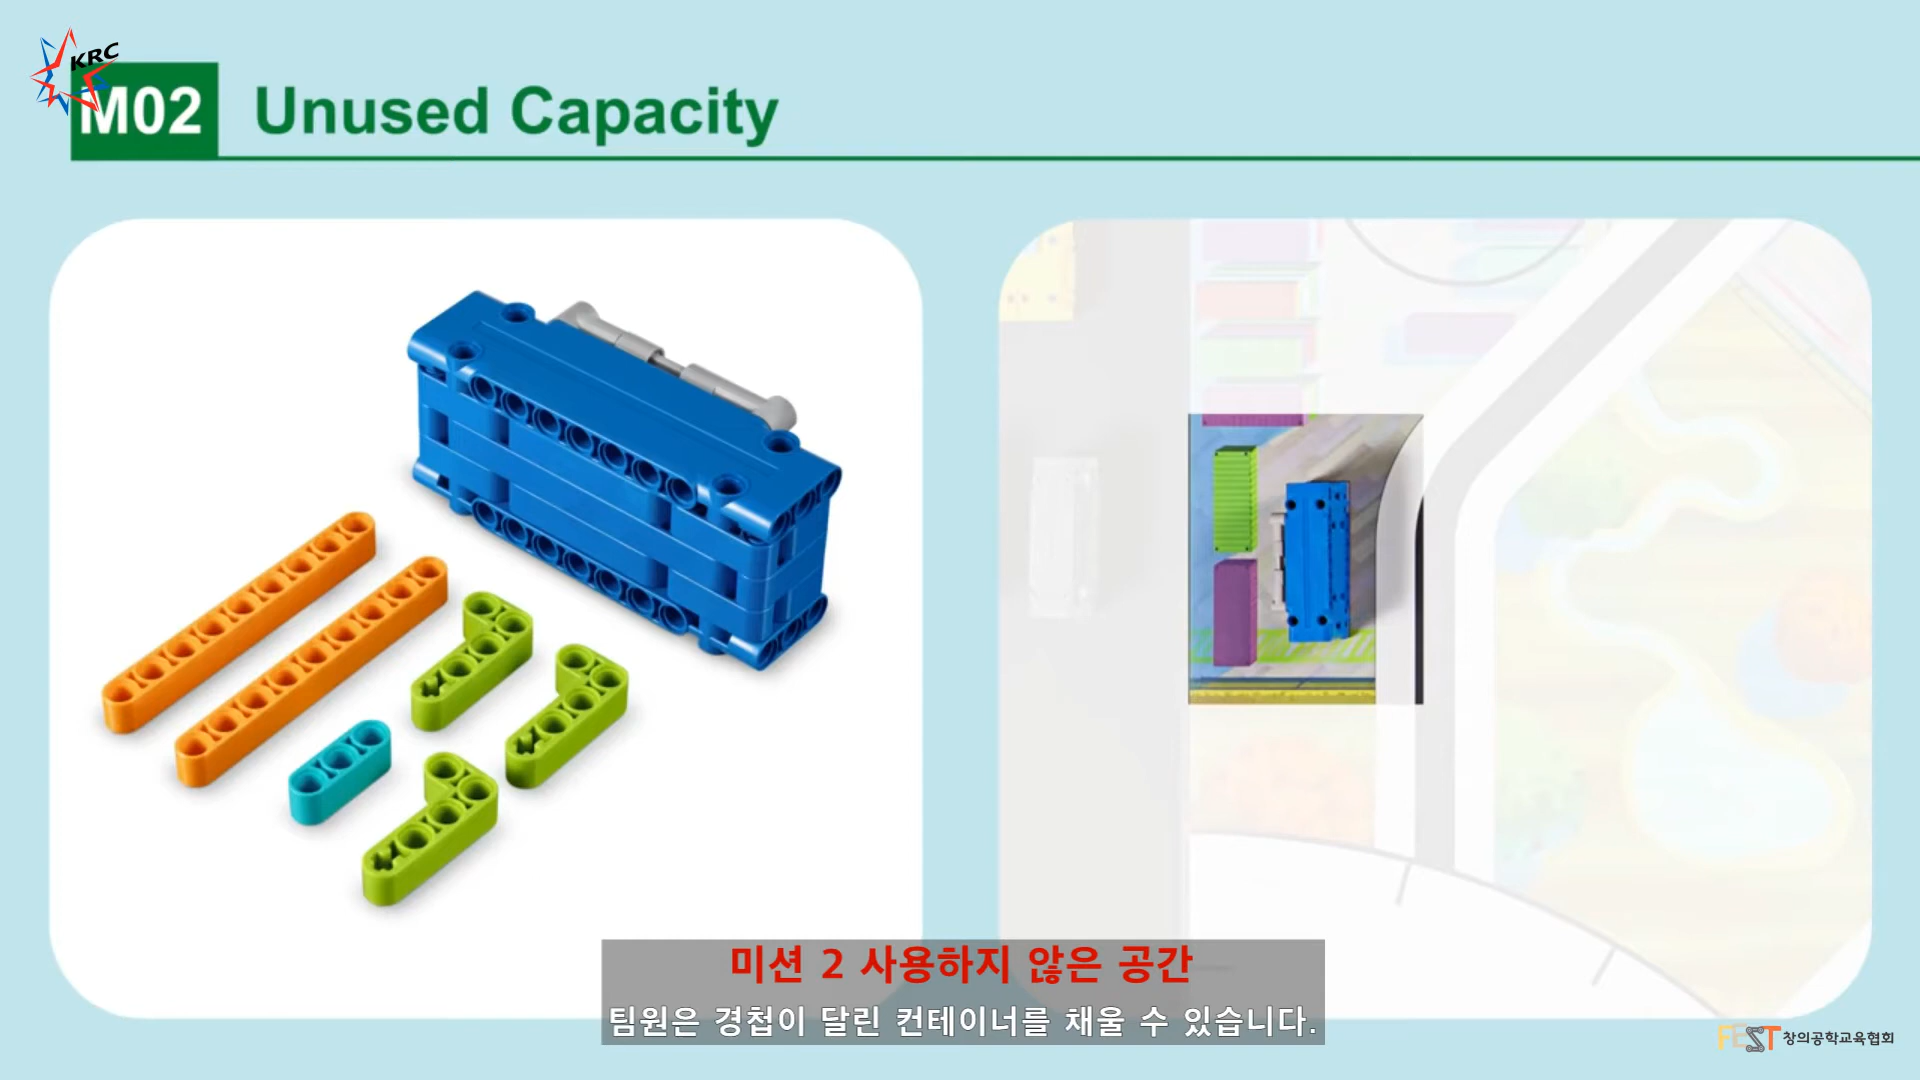 KRC
M02 Unused Capacity
미션 2 사용하지 않은 공간
팀원은 경첩이 달린 컨테이너를 채울 수 있습니다.
FEST 창의공학교육협회